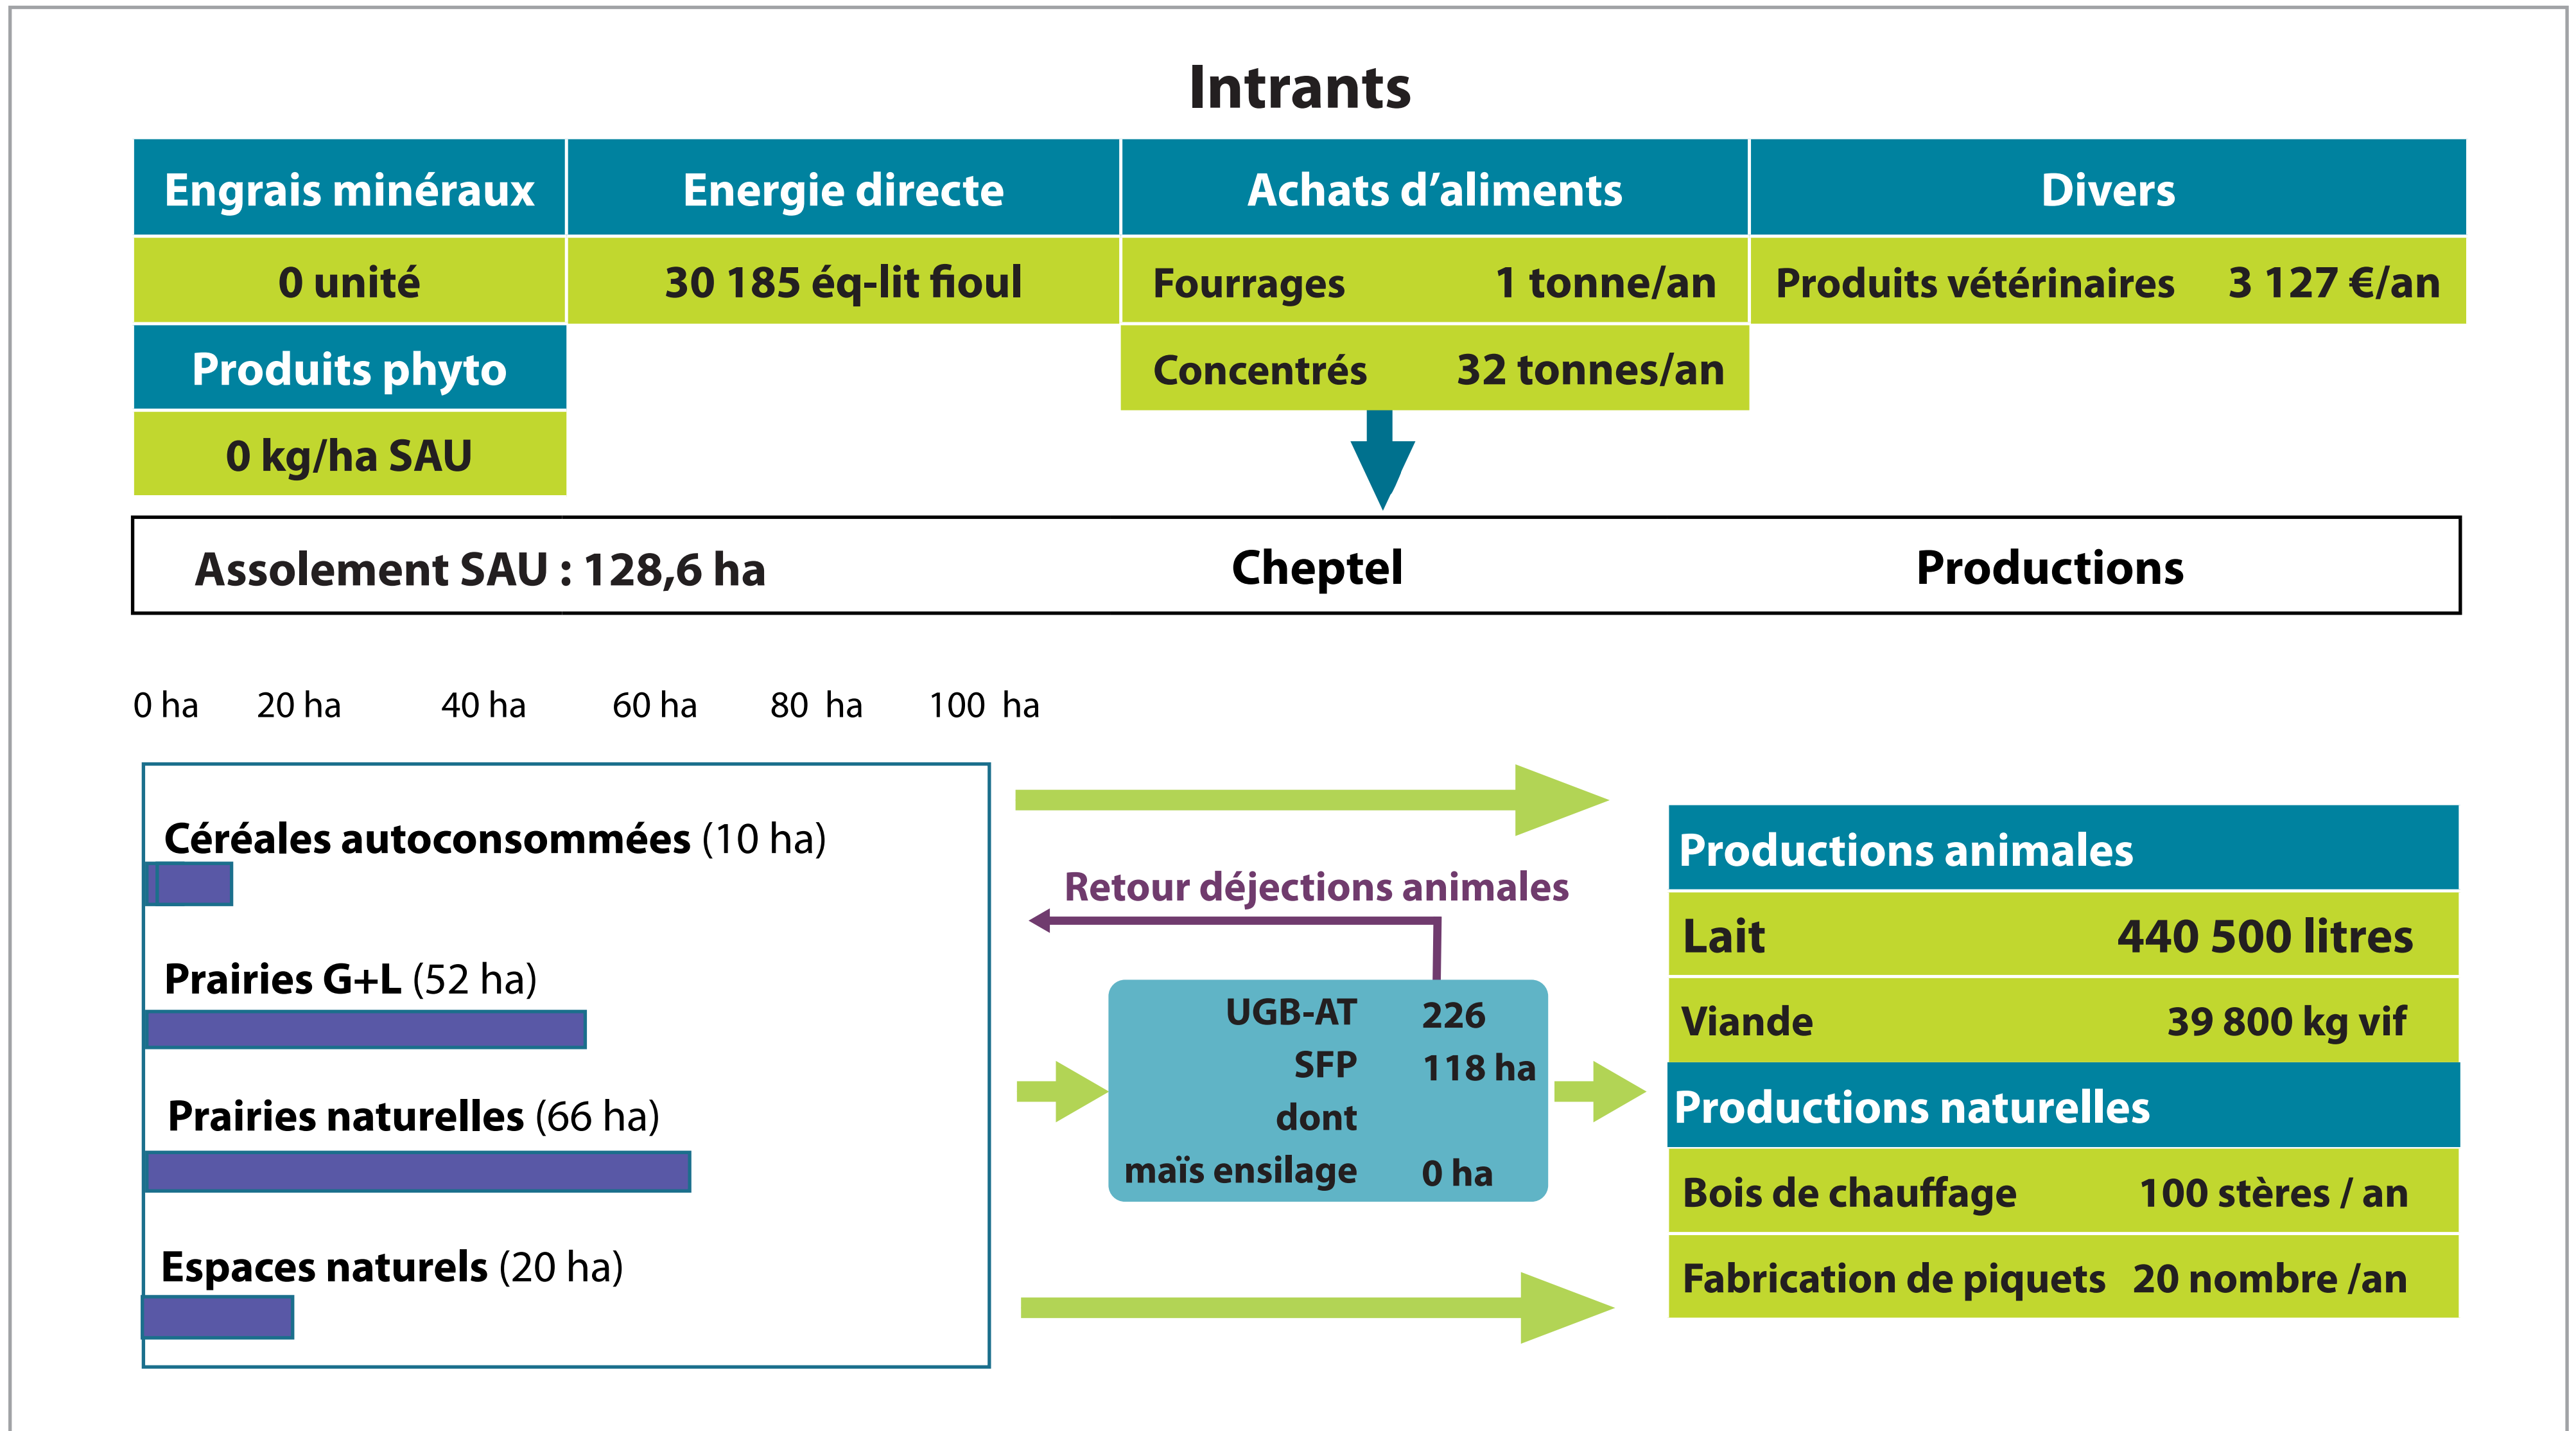 Intrants
Engrais minéraux Energie directe Achats d’aliments Divers
0 unité 30 185 éq-lit fioul Fourrages 1 tonne/an Produits vétérinaires 3 127 €/an
Produits phyto Concentrés 32 tonnes/an
0 kg/ha SAU
Assolement SAU : 128,6 ha Cheptel Productions
0 ha 20 ha 40 ha 60 ha 80 ha 100 ha
Céréales autoconsommées (10 ha)
Prairies G+L (52 ha)
Prairies naturelles (66 ha)
Espaces naturels (20 ha)
Retour déjections animales
UGB-AT 226
SFP 118 ha
dont
maïs ensilage 0 ha
Productions animales
Lait 440 500 litres
Viande 39 800 kg vif
Productions naturelles
Bois de chauffage 100 stères / an
Fabrication de piquets 20 nombre /an